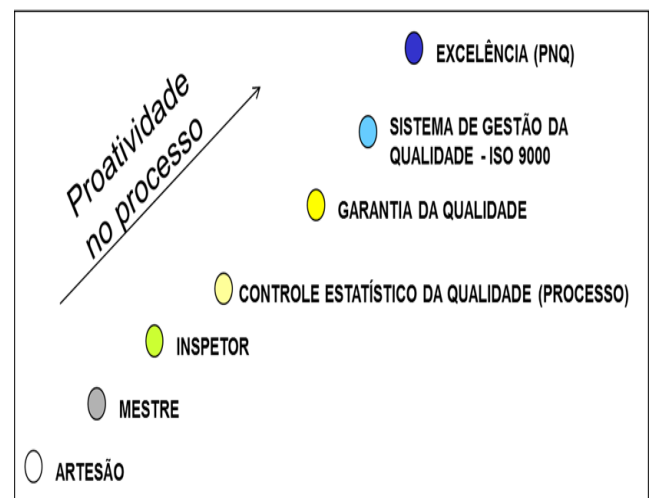 EXCELÊNCIA (PNQ)
Proatividade
no processo
SISTEMA DE GESTÃO DA
QUALIDADE - ISO 9000
GARANTIA DA QUALIDADE
CONTROLE ESTATÍSTICO DA QUALIDADE (PROCESSO)
INSPETOR
MESTRE
ARTESÃO